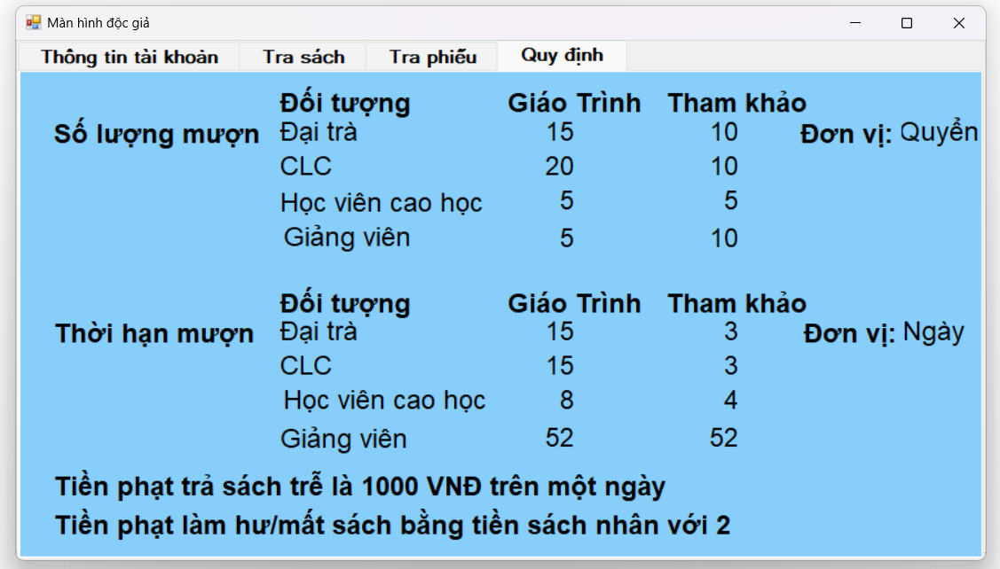 Màn hình độc giả
Thông tin tài khoản Tra sách Tra phiếu Quy định
Đối tượng Giáo Trình Tham khảo
Số lượng mượn Đại trà 15 10 Đơn vị: Quyển
CLC 20 10
Học viên cao học 5 5
Giảng viên 5 10
Đối tượng Giáo Trình Tham khảo
Thời hạn mượn Đại trà 15 3 Đơn vị: Ngày
CLC 15 3
Học viên cao học 8 4
Giảng viên 52 52
Tiền phạt trả sách trễ là 1000 VNĐ trên một ngày
Tiền phạt làm hư/mất sách bằng tiền sách nhân với 2